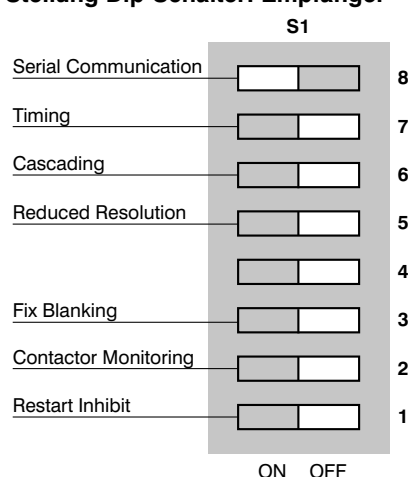 Stellung Dip-Schalter: Empfänger
S1
Serial Communication 8
Timing 7
Cascading 6
Reduced Resolution 5
4
Fix Blanking 3
Contactor Monitoring 2
Restart Inhibit 1
ON OFF